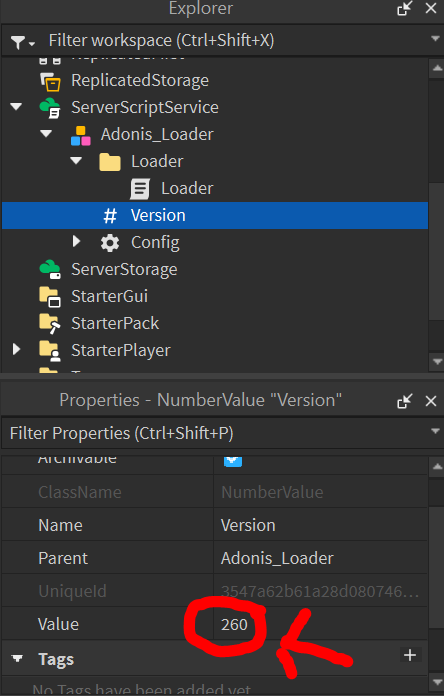 Explorer
Filter workspace (Ctrl+Shift+X)
ReplicatedStorage
ServerScriptService
Adonis_Loader
Loader
Loader
# Version
Config
ServerStorage
StarterGui
StarterPack
StarterPlayer
Properties - NumberValue "Version"
Filter Properties (Ctrl+Shift+P)
Archivable
ClassName NumberValue
Name Version
Parent Adonis_Loader
UniqueId 3547a62b61a28d080746...
Value 260
Tags
No Tags have been added yet